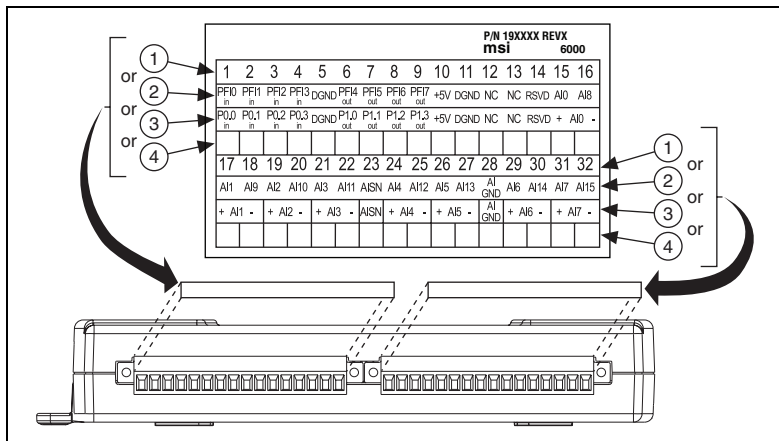 P/N 19XXXX REVX
msi 6000
or 1
or 2
or 3
4
1 2 3 4 5 6 7 8 9 10 11 12 13 14 15 16
PFI0 in PFI1 in PFI2 in PFI3 in DGND PFI4 out PFI5 out PFI6 out PFI7 out +5V DGND NC NC RSVD AI0 AI8
P0.0 in P0.1 in P0.2 in P0.3 in DGND P1.0 out P1.1 out P1.2 out P1.3 out +5V DGND NC NC RSVD + AI0 -
17 18 19 20 21 22 23 24 25 26 27 28 29 30 31 32
AI1 AI9 AI2 AI10 AI3 AI11 AISN AI4 AI12 AI5 AI13 AI GND AI6 AI14 AI7 AI15
+ AI1 - + AI2 - + AI3 - AISN + AI4 - + AI5 - AI GND + AI6 - + AI7 -
1 or
2 or
3 or
4